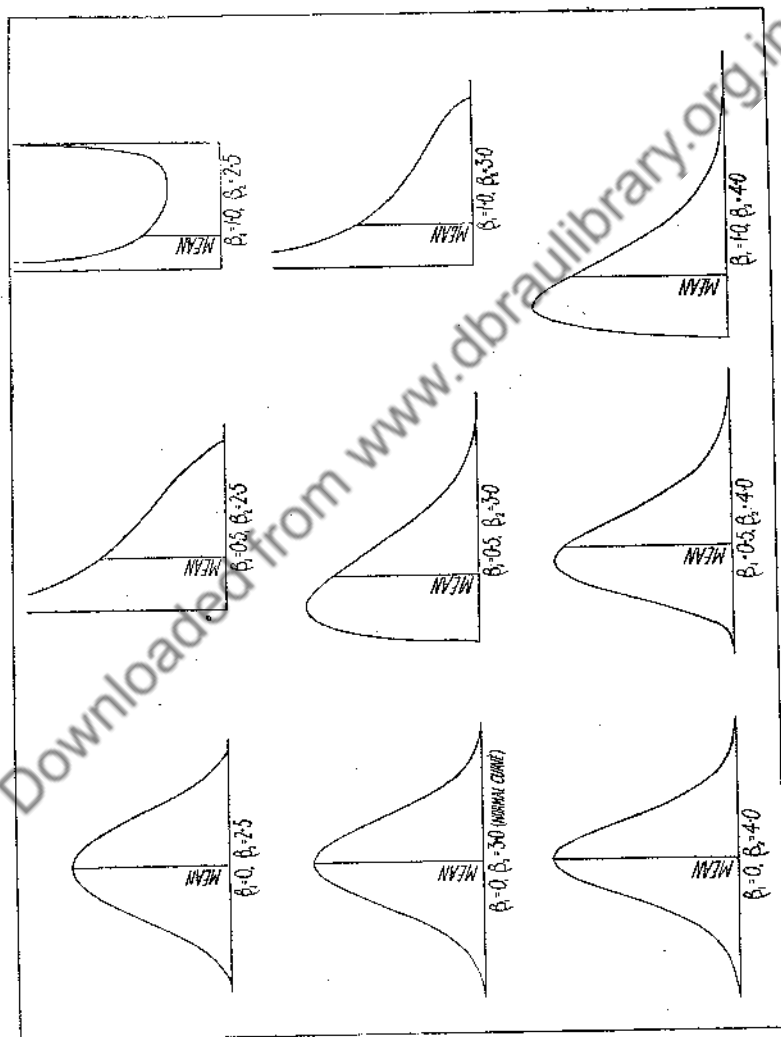 MEAN
β₁=0, β₂=2·5
MEAN
β₁=0·5, β₂=2·5
MEAN
β₁=1·0, β₂=2·5
MEAN
β₁=0, β₂=3·0 (NORMAL CURVE)
MEAN
β₁=0·5, β₂=3·0
MEAN
β₁=1·0, β₂=3·0
MEAN
β₁=0, β₂=4·0
MEAN
β₁=0·5, β₂=4·0
MEAN
β₁=1·0, β₂=4·0
Downloaded from www.dbraulibrary.org.in